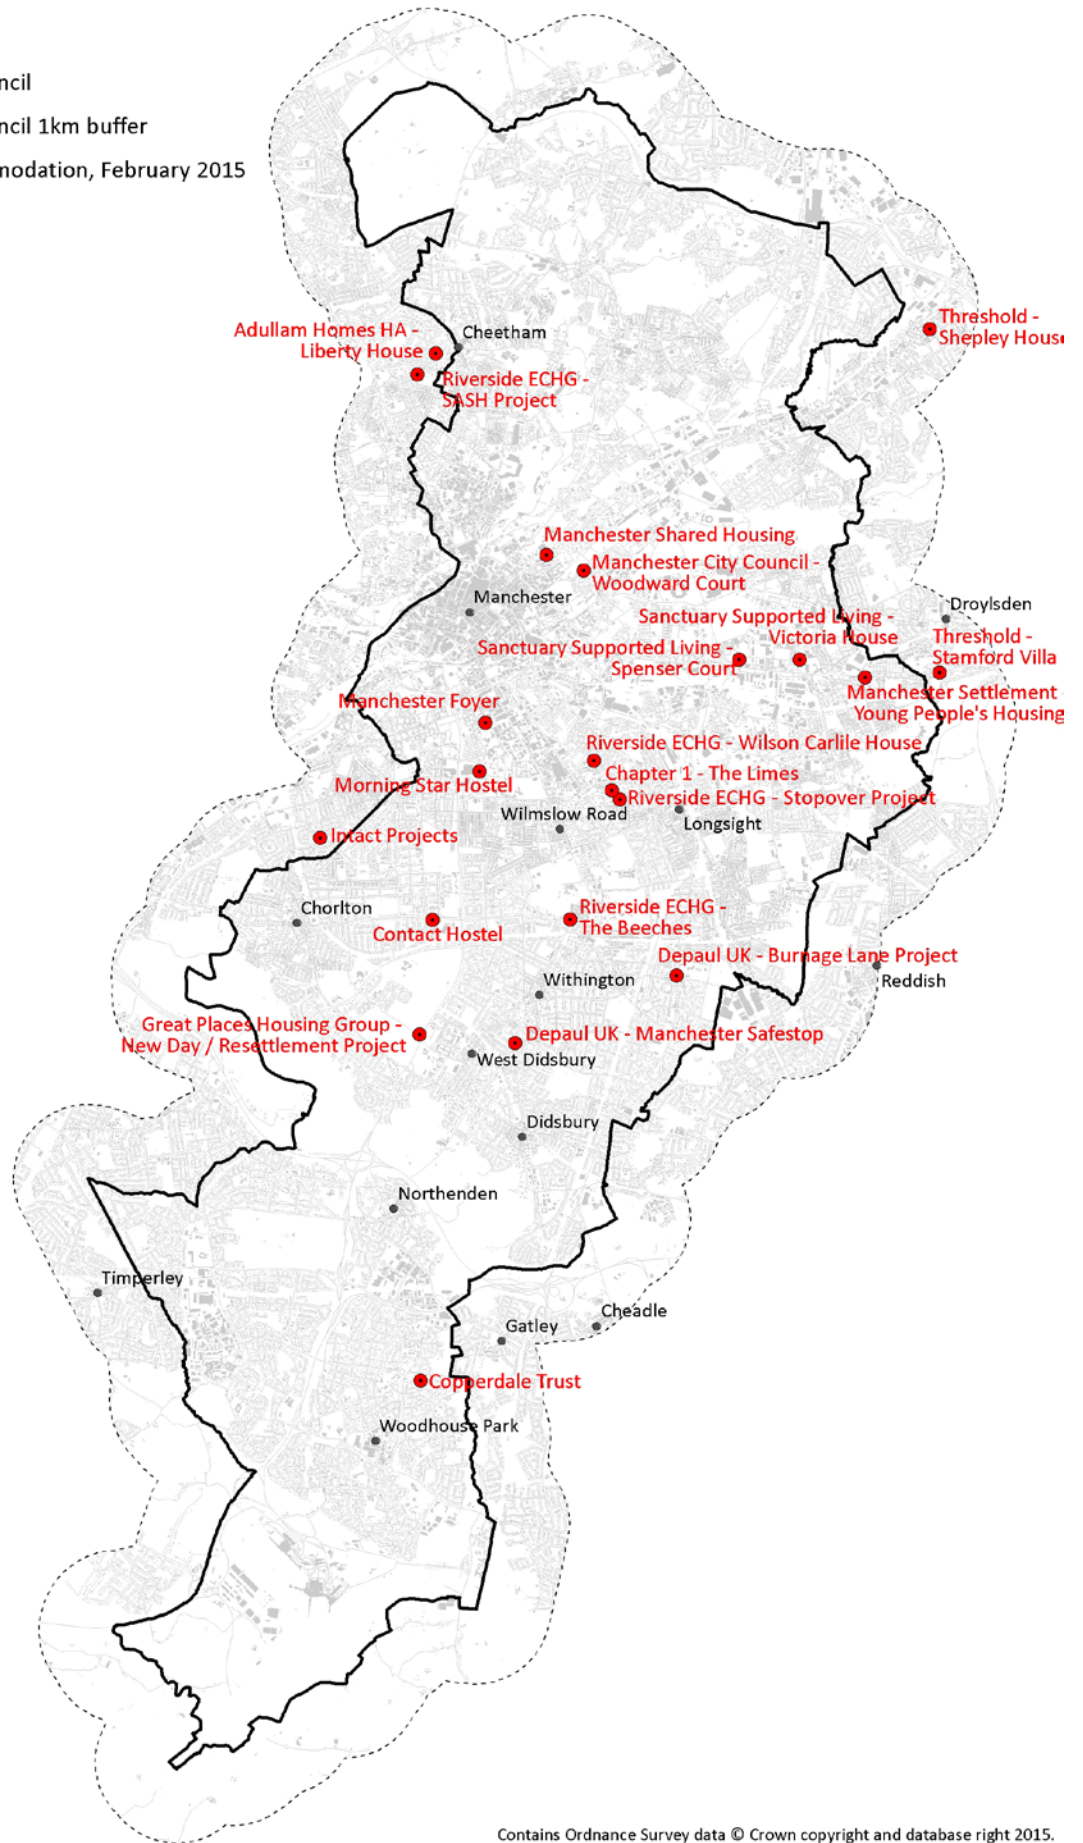 ncil
ncil 1km buffer
modation, February 2015
Threshold -
Shepley House
Adullam Homes HA -
Liberty House
Cheetham
Riverside ECHG -
SASH Project
Manchester Shared Housing
Manchester City Council -
Woodward Court
Manchester
Droylsden
Sanctuary Supported Living -
Victoria House
Sanctuary Supported Living -
Spenser Court
Threshold -
Stamford Villa
Manchester Settlement
Young People's Housing
Manchester Foyer
Riverside ECHG - Wilson Carlile House
Chapter 1 - The Limes
Morning Star Hostel
Riverside ECHG - Stopover Project
Wilmslow Road
Longsight
Intact Projects
Chorlton
Riverside ECHG -
The Beeches
Contact Hostel
Depaul UK - Burnage Lane Project
Withington
Reddish
Great Places Housing Group -
New Day / Resettlement Project
Depaul UK - Manchester Safestop
West Didsbury
Didsbury
Northenden
Timperley
Cheadle
Gatley
Copperdale Trust
Woodhouse Park
Contains Ordnance Survey data © Crown copyright and database right 2015.